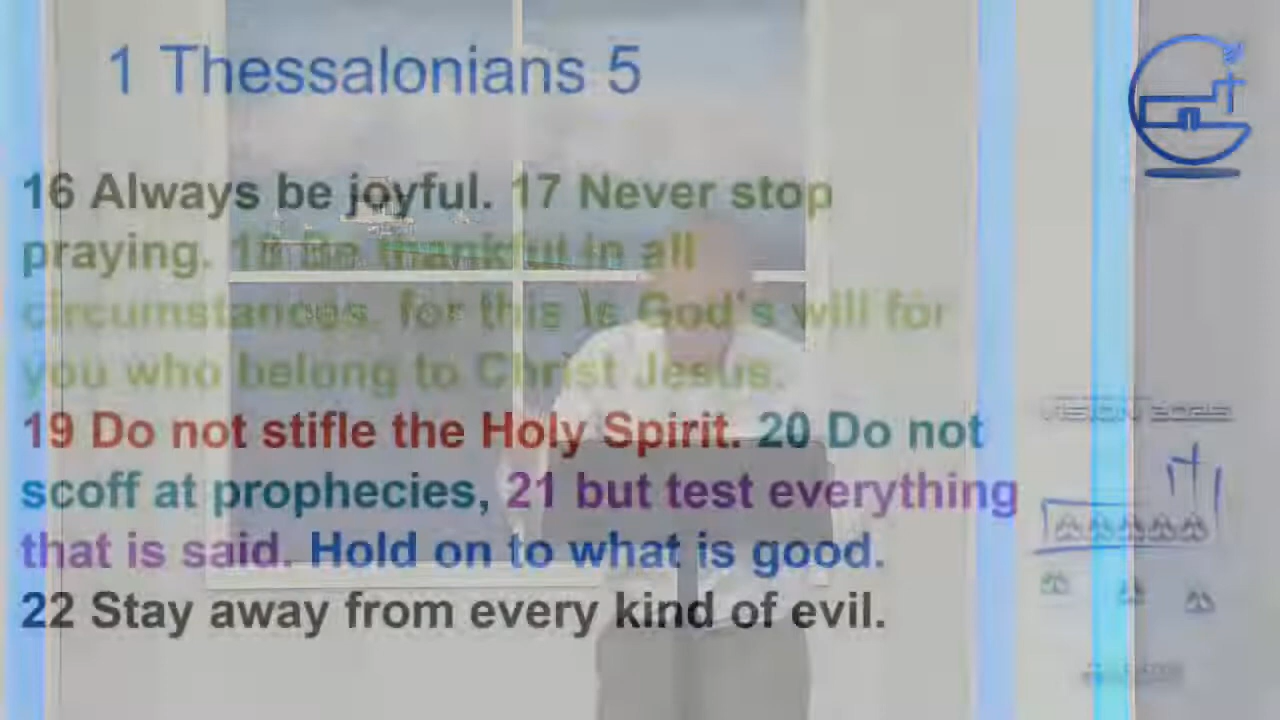 1 Thessalonians 5
16 Always be joyful. 17 Never stop
praying. 18 Be thankful in all
circumstances, for this is God's will for
you who belong to Christ Jesus.
19 Do not stifle the Holy Spirit. 20 Do not
scoff at prophecies, 21 but test everything
that is said. Hold on to what is good.
22 Stay away from every kind of evil.